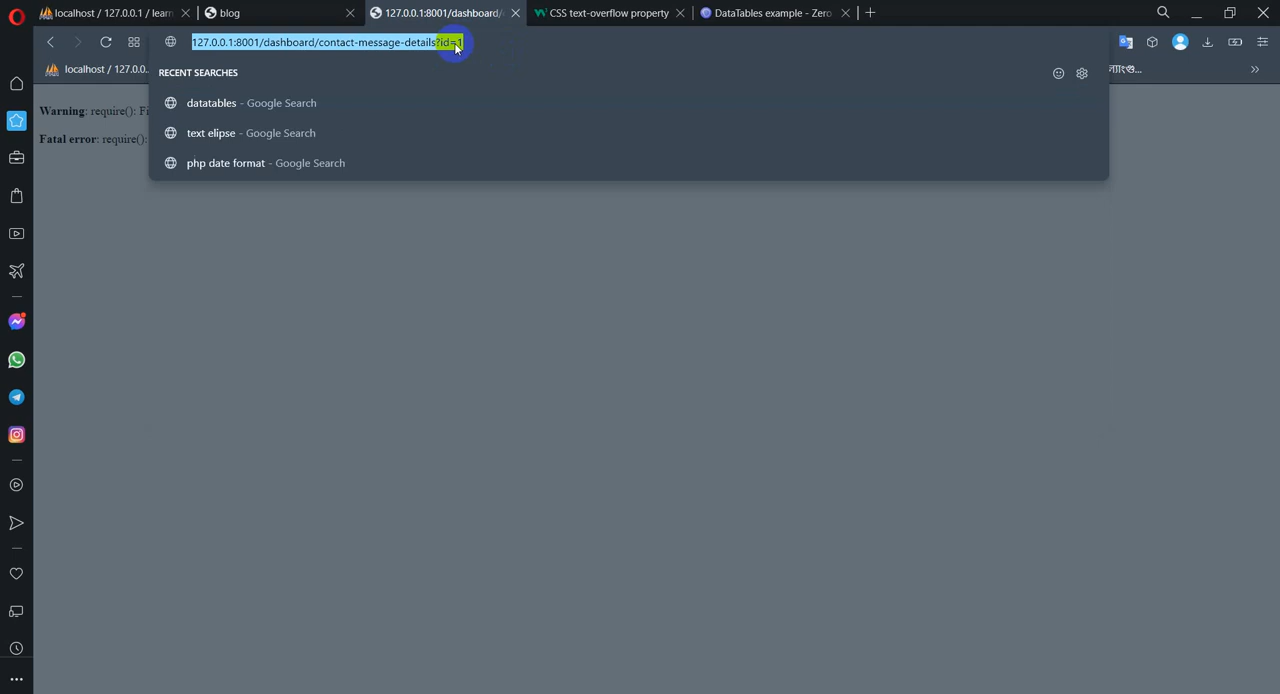 localhost / 127.0.0.1 / learn
blog
127.0.0.1:8001/dashboard/
CSS text-overflow property
DataTables example - Zero
127.0.0.1:8001/dashboard/contact-message-details?id=1
localhost / 127.0.0..
RECENT SEARCHES
datatables - Google Search
text elipse - Google Search
php date format - Google Search
Warning: require():
Fatal error: require():